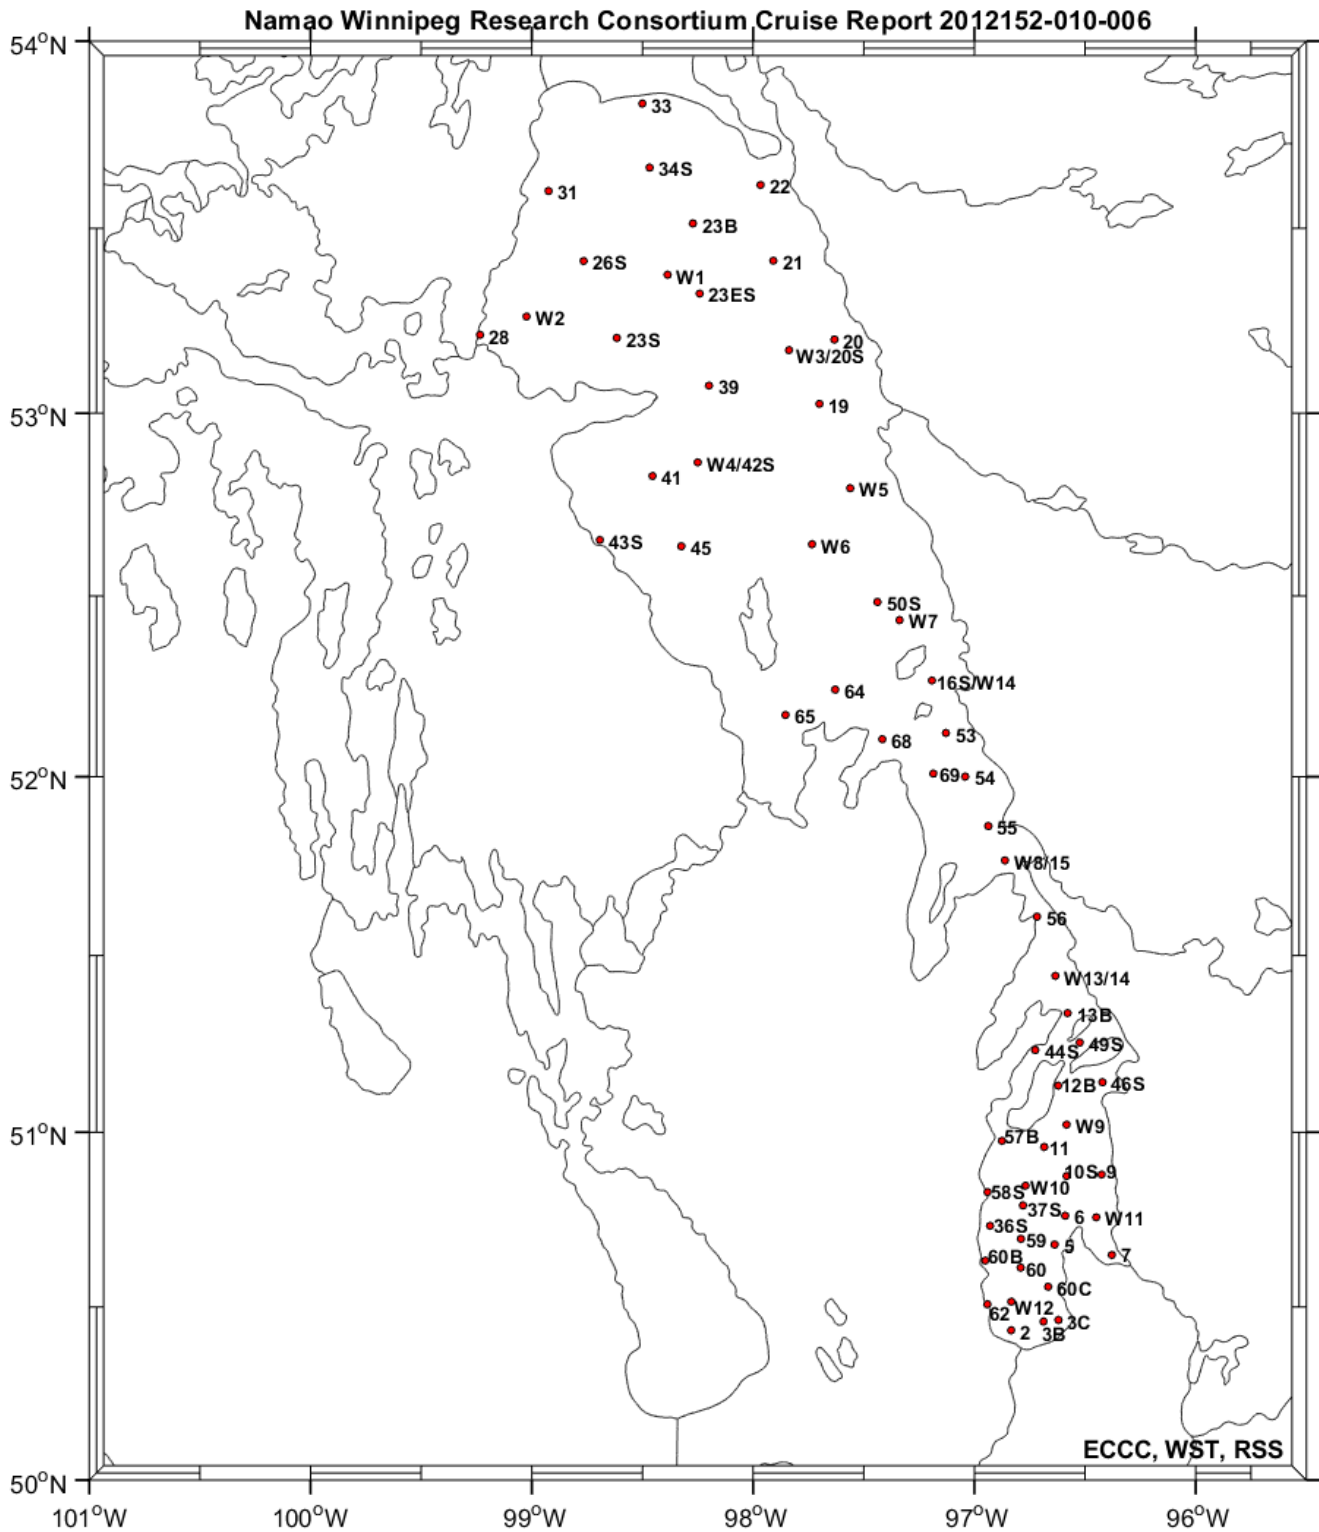 Namao Winnipeg Research Consortium Cruise Report 2012152-010-006
54°N
33
34S
22
31
23B
26S
21
W1
23ES
W2
28
23S
20
W3/20S
39
53°N
19
W4/42S
41
W5
43S
45
W6
50S
W7
16S/W14
64
65
53
68
69
54
52°N
55
W8/15
56
W13/14
13B
44S
49S
12B
46S
W9
51°N
57B
11
10S
9
58S
W10
37S
6
W11
36S
59
5
7
60B
60
60C
62
W12
2
3B
3C
ECCC, WST, RSS
50°N
101°W
100°W
99°W
98°W
97°W
96°W